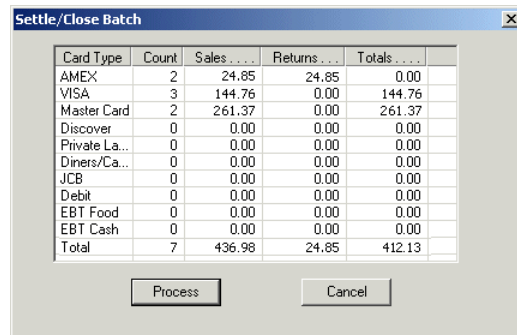 Settle/Close Batch
Card Type Count Sales .... Returns ... Totals ....
AMEX 2 24.85 24.85 0.00
VISA 3 144.76 0.00 144.76
Master Card 2 261.37 0.00 261.37
Discover 0 0.00 0.00 0.00
Private La... 0 0.00 0.00 0.00
Diners/Ca... 0 0.00 0.00 0.00
JCB 0 0.00 0.00 0.00
Debit 0 0.00 0.00 0.00
EBT Food 0 0.00 0.00 0.00
EBT Cash 0 0.00 0.00 0.00
Total 7 436.98 24.85 412.13
Process Cancel